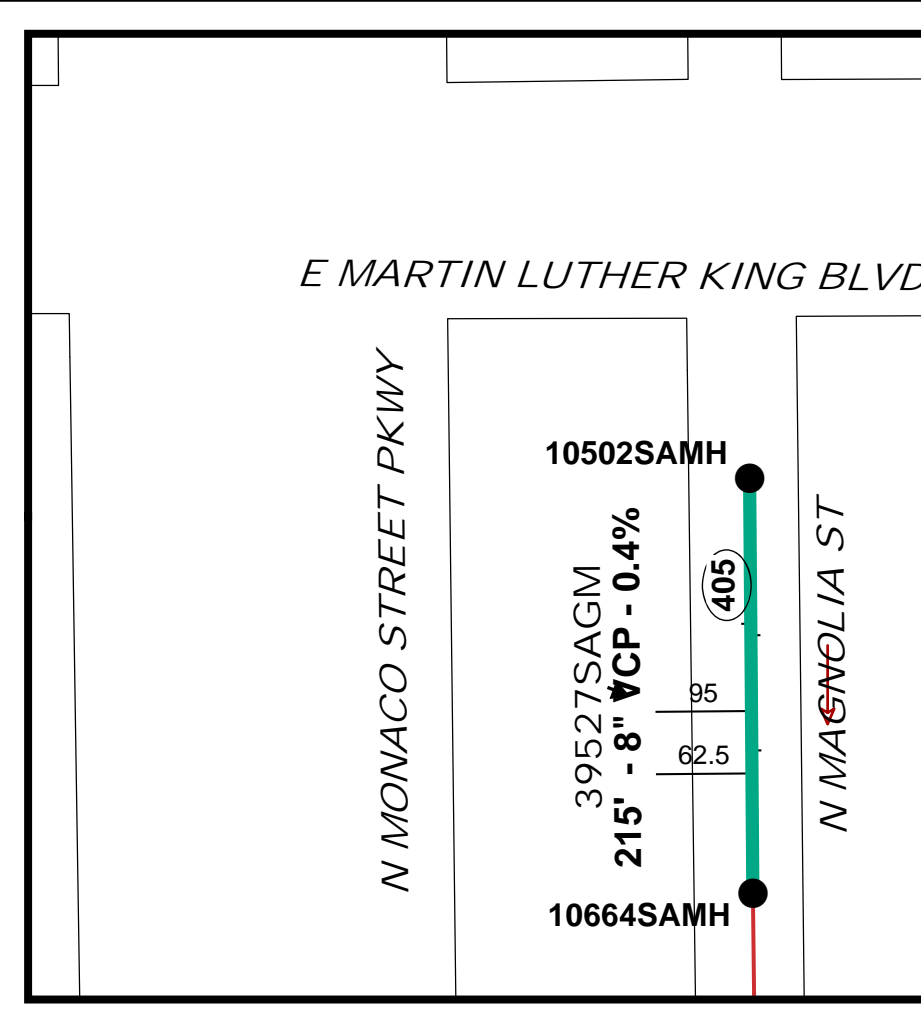 E MARTIN LUTHER KING BLVD
N MONACO STREET PKWY
10502SAMH
405
39527SAGM
215' - 8" VCP - 0.4%
N MAGNOLIA ST
95
62.5
10664SAMH